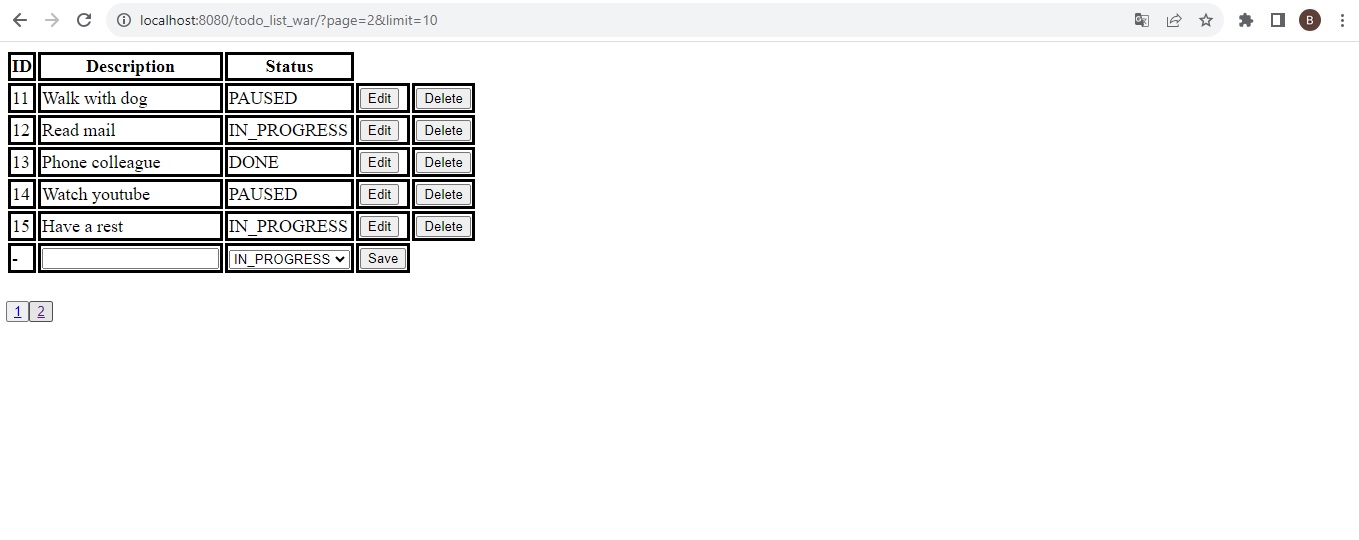 localhost:8080/todo_list_war/?page=2&limit=10
B
ID Description Status
11 Walk with dog PAUSED Edit Delete
12 Read mail IN_PROGRESS Edit Delete
13 Phone colleague DONE Edit Delete
14 Watch youtube PAUSED Edit Delete
15 Have a rest IN_PROGRESS Edit Delete
- IN_PROGRESS Save
1 2